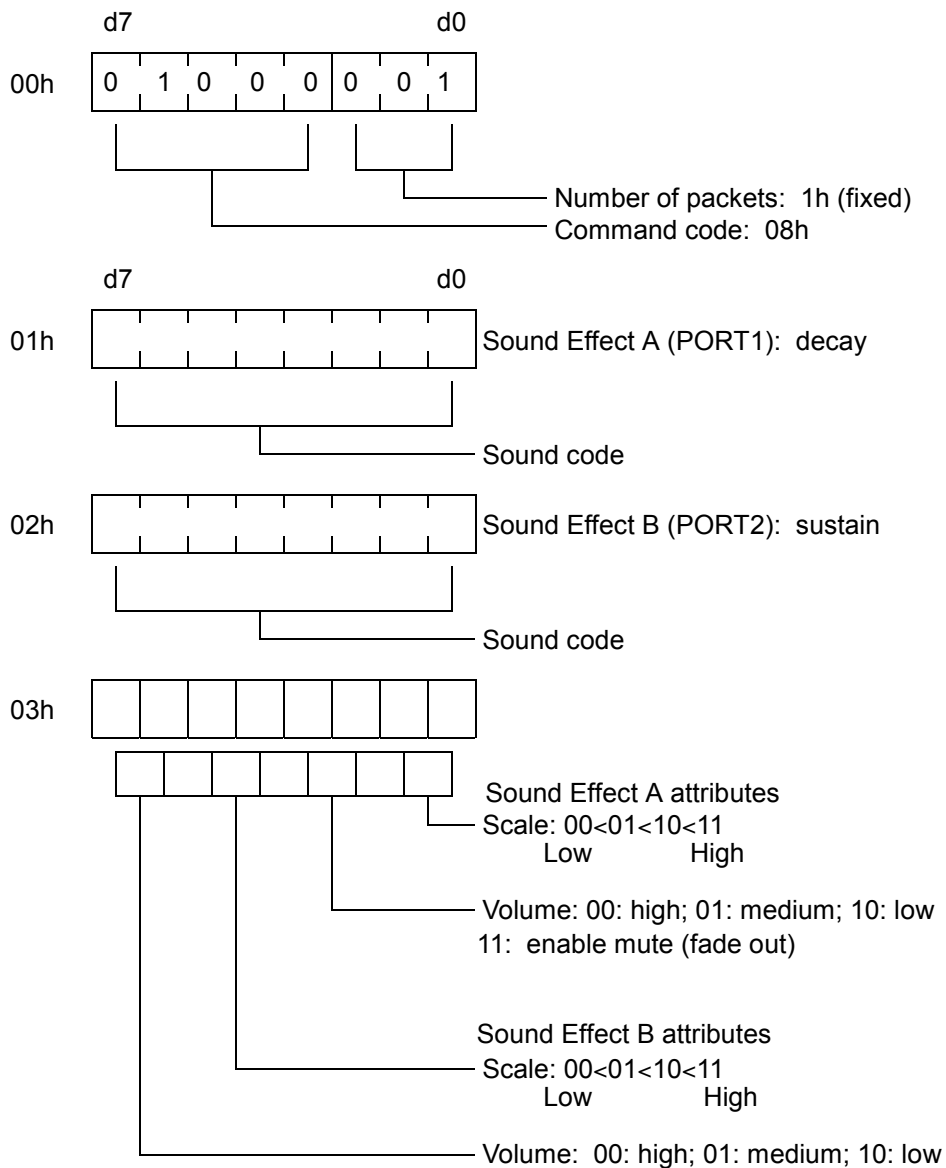 d7 d0
00h 0 1 0 0 0 0 0 1
Number of packets: 1h (fixed)
Command code: 08h
d7 d0
01h Sound Effect A (PORT1): decay
Sound code
02h Sound Effect B (PORT2): sustain
Sound code
03h
Sound Effect A attributes
Scale: 00<01<10<11
Low High
Volume: 00: high; 01: medium; 10: low
11: enable mute (fade out)
Sound Effect B attributes
Scale: 00<01<10<11
Low High
Volume: 00: high; 01: medium; 10: low